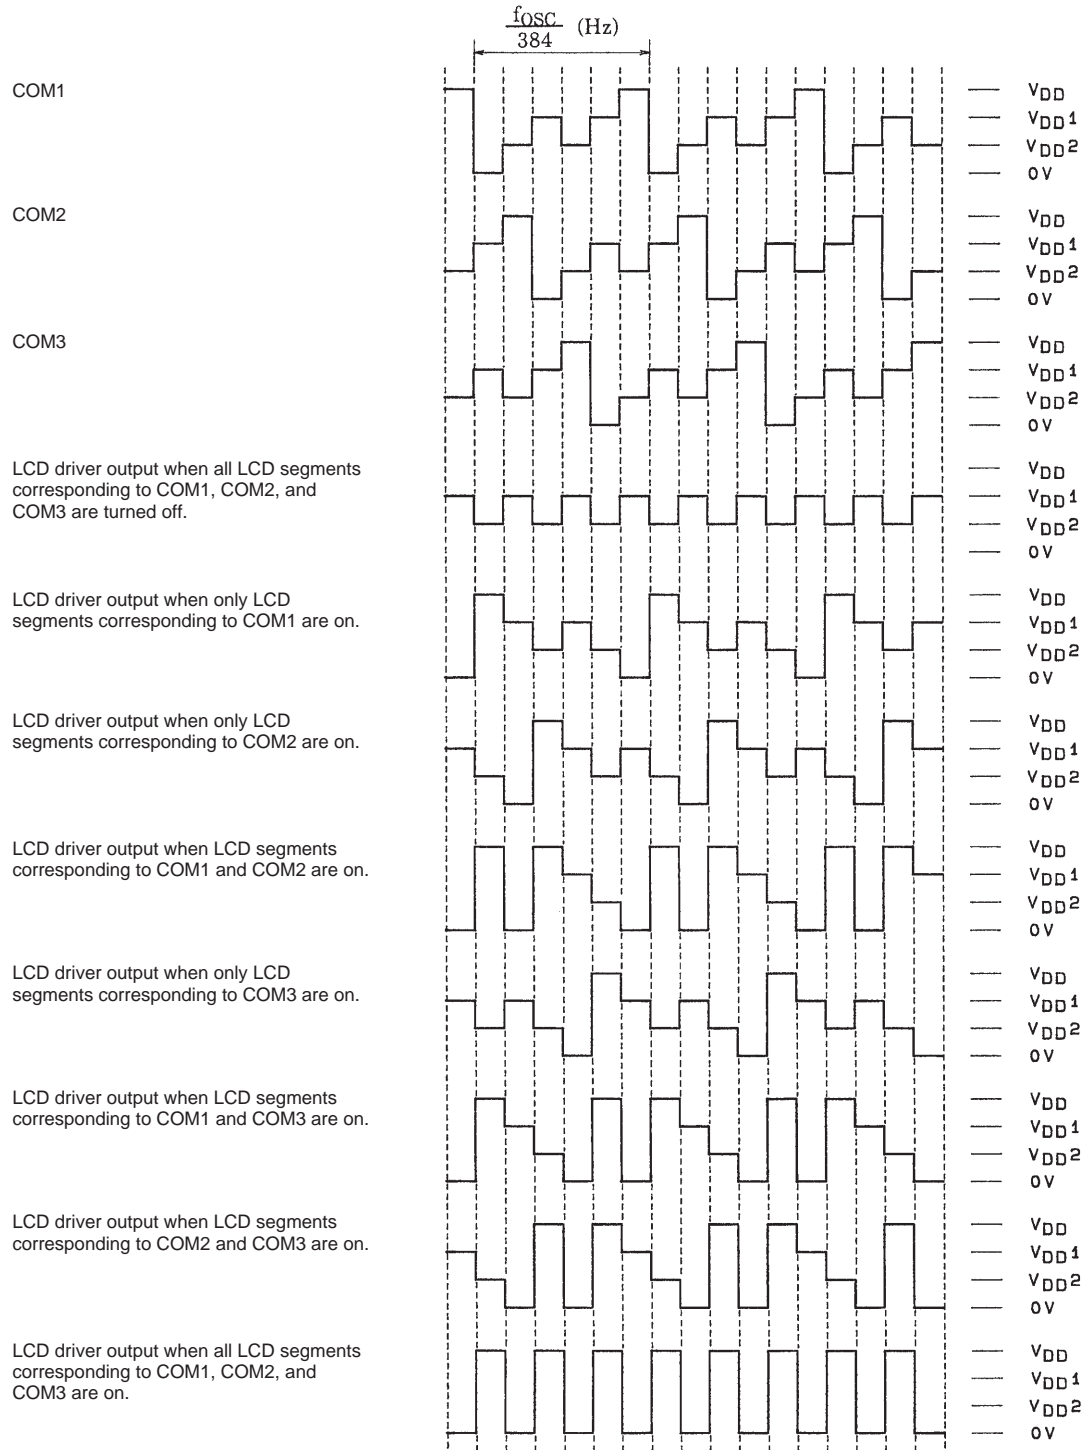 fOSC
384 (Hz)
COM1
VDD
VDD1
VDD2
0V
COM2
VDD
VDD1
VDD2
0V
COM3
VDD
VDD1
VDD2
0V
LCD driver output when all LCD segments
corresponding to COM1, COM2, and
COM3 are turned off.
VDD
VDD1
VDD2
0V
LCD driver output when only LCD
segments corresponding to COM1 are on.
VDD
VDD1
VDD2
0V
LCD driver output when only LCD
segments corresponding to COM2 are on.
VDD
VDD1
VDD2
0V
LCD driver output when LCD segments
corresponding to COM1 and COM2 are on.
VDD
VDD1
VDD2
0V
LCD driver output when only LCD
segments corresponding to COM3 are on.
VDD
VDD1
VDD2
0V
LCD driver output when LCD segments
corresponding to COM1 and COM3 are on.
VDD
VDD1
VDD2
0V
LCD driver output when LCD segments
corresponding to COM2 and COM3 are on.
VDD
VDD1
VDD2
0V
LCD driver output when all LCD segments
corresponding to COM1, COM2, and
COM3 are on.
VDD
VDD1
VDD2
0V